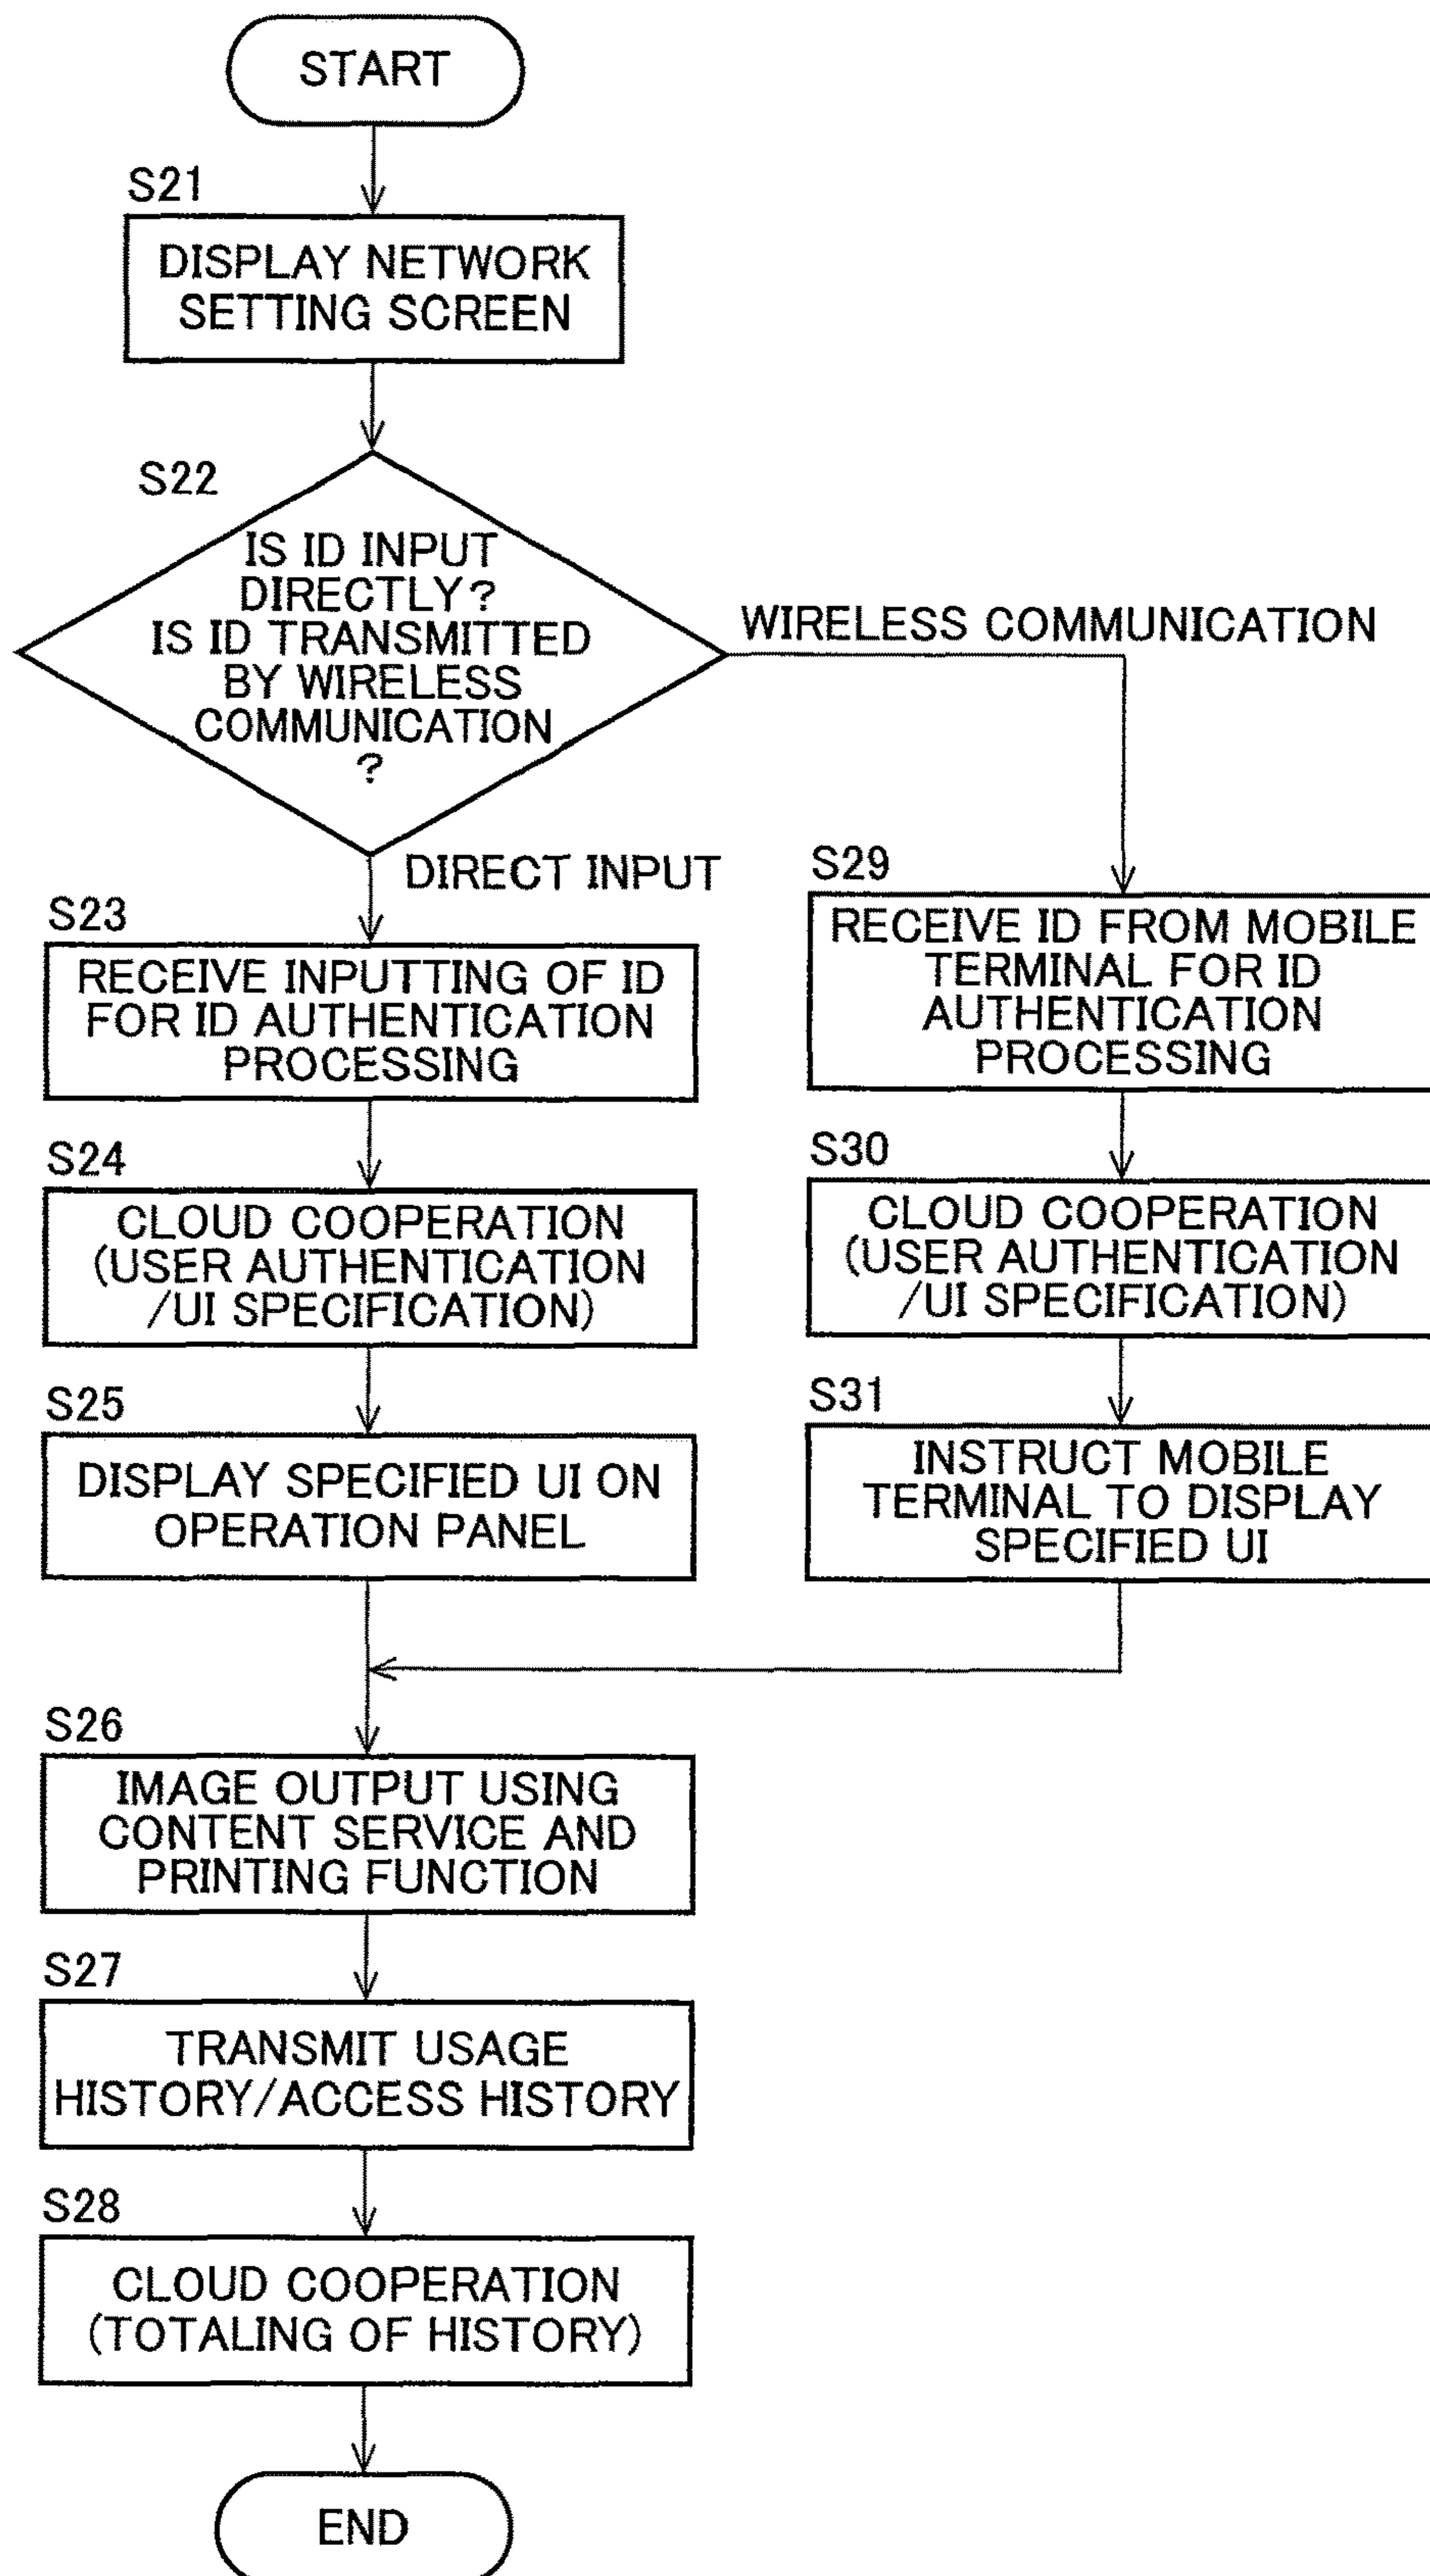 START
S21
DISPLAY NETWORK
SETTING SCREEN
S22
IS ID INPUT
DIRECTLY?
IS ID TRANSMITTED
BY WIRELESS
COMMUNICATION
?
WIRELESS COMMUNICATION
DIRECT INPUT
S23
RECEIVE INPUTTING OF ID
FOR ID AUTHENTICATION
PROCESSING
S24
CLOUD COOPERATION
(USER AUTHENTICATION
/UI SPECIFICATION)
S25
DISPLAY SPECIFIED UI ON
OPERATION PANEL
S29
RECEIVE ID FROM MOBILE
TERMINAL FOR ID
AUTHENTICATION
PROCESSING
S30
CLOUD COOPERATION
(USER AUTHENTICATION
/UI SPECIFICATION)
S31
INSTRUCT MOBILE
TERMINAL TO DISPLAY
SPECIFIED UI
S26
IMAGE OUTPUT USING
CONTENT SERVICE AND
PRINTING FUNCTION
S27
TRANSMIT USAGE
HISTORY/ACCESS HISTORY
S28
CLOUD COOPERATION
(TOTALING OF HISTORY)
END